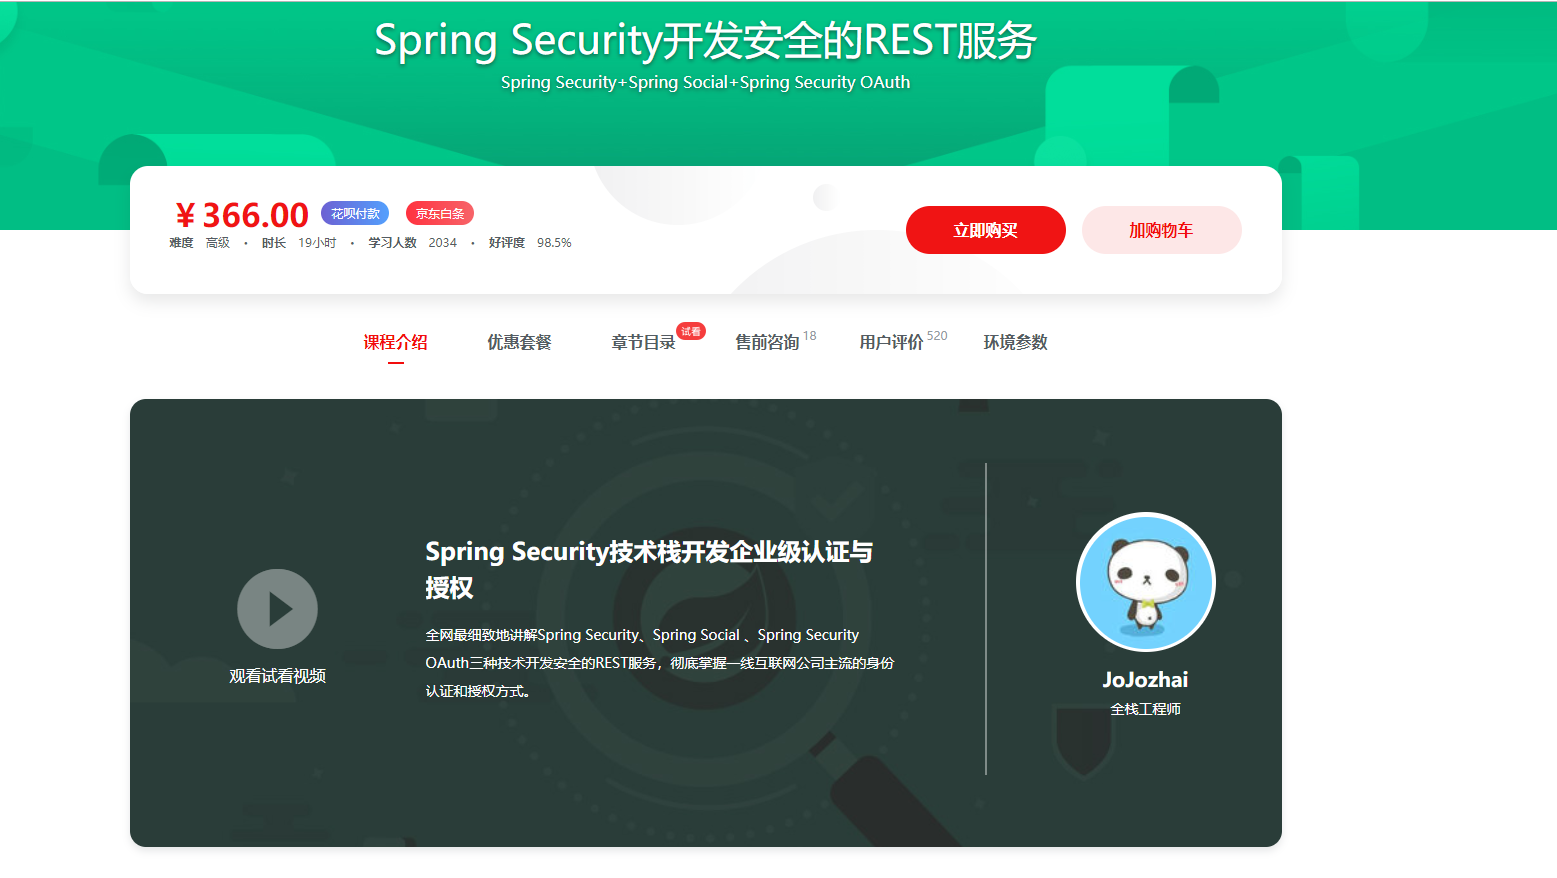 Spring Security开发安全的REST服务
Spring Security+Spring Social+Spring Security OAuth
￥366.00 花呗付款 京东白条
难度 高级 · 时长 19小时 · 学习人数 2034 · 好评度 98.5%
立即购买 加购物车
课程介绍 优惠套餐 章节目录 试看 售前咨询 18 用户评价 520 环境参数
Spring Security技术栈开发企业级认证与
授权
全网最细致地讲解Spring Security、Spring Social 、Spring Security
OAuth三种技术开发安全的REST服务，彻底掌握一线互联网公司主流的身份
认证和授权方式。
观看试看视频
JoJozhai
全栈工程师